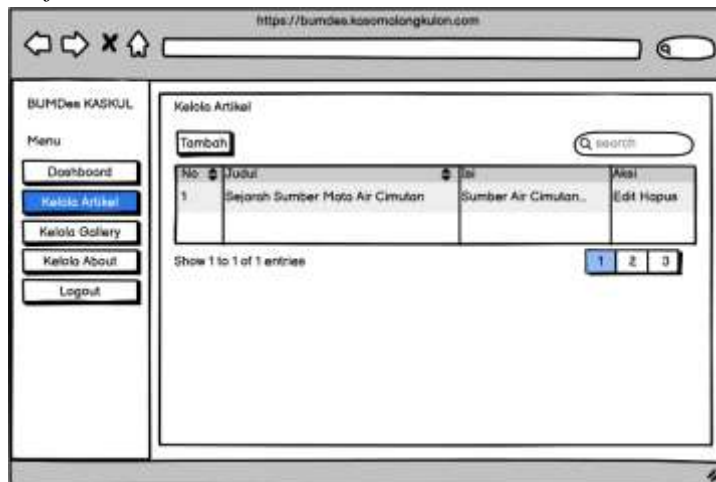 https://bumdes.kasomalangkulon.com
BUMDes KASKUL
Menu
Dashboard
Kelola Artikel
Kelola Gallery
Kelola About
Logout
Kelola Artikel
Tambah
search
No Judul Isi Aksi
1 Sejarah Sumber Mata Air Cimutan Sumber Air Cimutan.. Edit Hapus
Show 1 to 1 of 1 entries
1 2 3